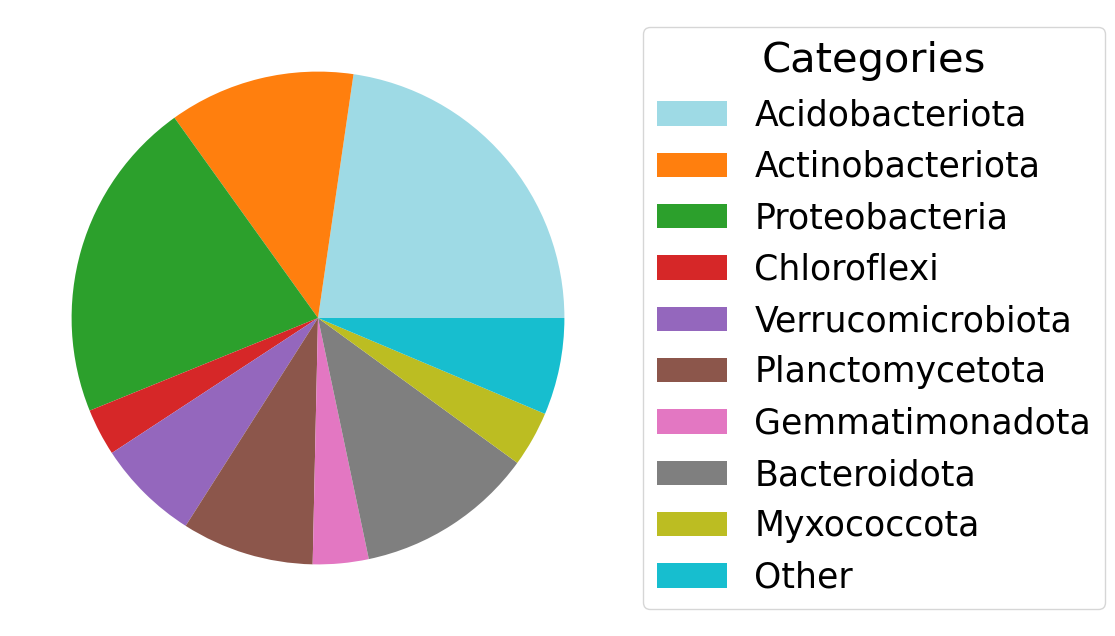 Categories
Acidobacteriota
Actinobacteriota
Proteobacteria
Chloroflexi
Verrucomicrobiota
Planctomycetota
Gemmatimonadota
Bacteroidota
Myxococcota
Other